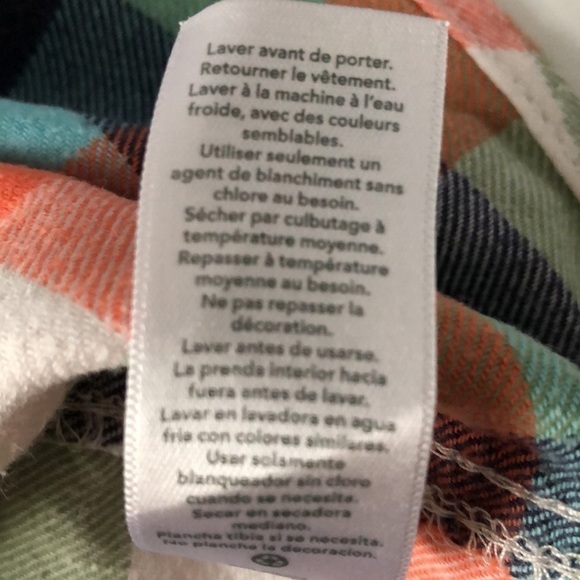 Laver avant de porter.
Retourner le vêtement.
Laver à la machine à l'eau
froide, avec des couleurs
semblables.
Utiliser seulement un
agent de blanchiment sans
chlore au besoin.
Sécher par culbutage à
température moyenne.
Repasser à température
moyenne au besoin.
Ne pas repasser la
décoration.
Lavar antes de usarse.
La prenda interior hacia
fuera antes de lavar.
Lavar en lavadora en agua
fria con colores similares.
Usar solamente
blanqueador sin cloro
cuando se necesite.
Secar en secadora
mediano.
Plancha tibia si se necesita.
No planche la decoracion.